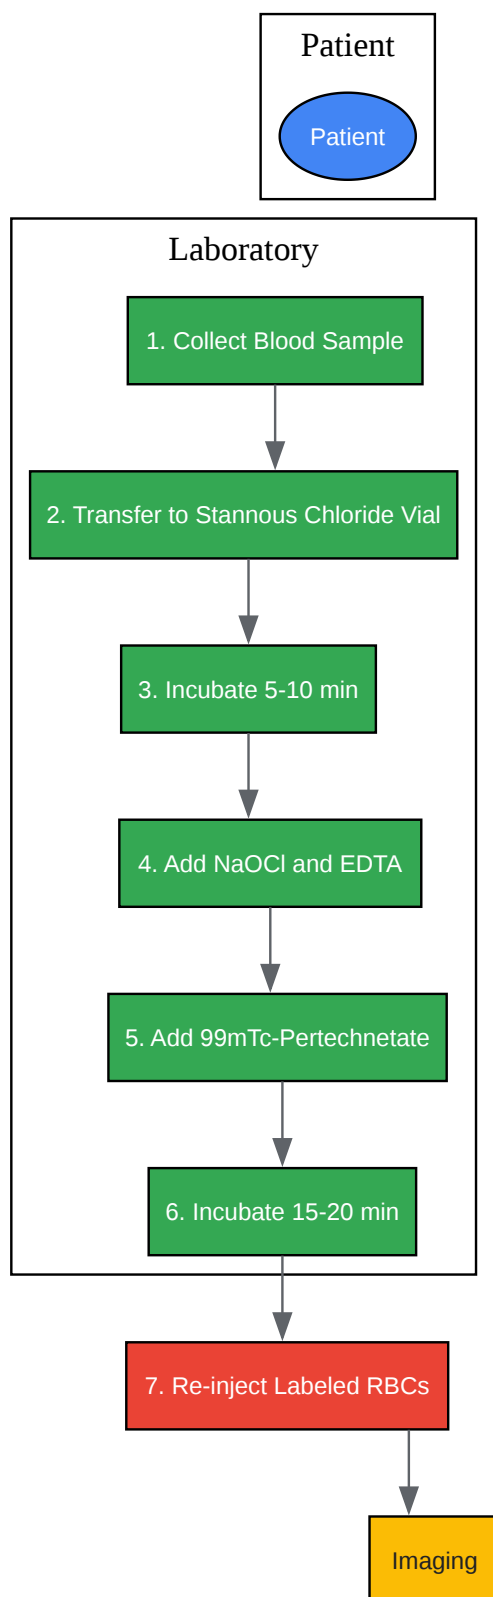 Patient
Patient
Laboratory
1. Collect Blood Sample
2. Transfer to Stannous Chloride Vial
3. Incubate 5-10 min
4. Add NaOCl and EDTA
5. Add 99mTc-Pertechnetate
6. Incubate 15-20 min
7. Re-inject Labeled RBCs
Imaging